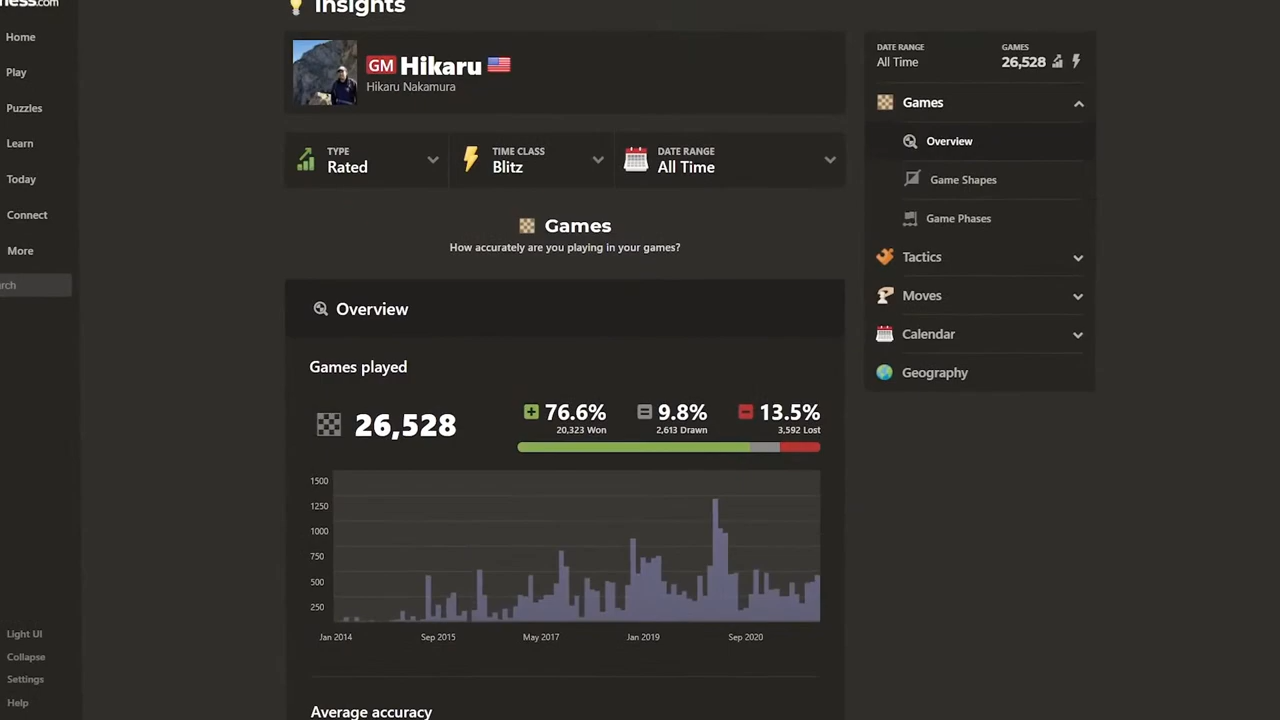 ness.com
Insights
Home
Play
Puzzles
Learn
Today
Connect
More
rch
Light UI
Collapse
Settings
Help
GM Hikaru
Hikaru Nakamura
TYPE
Rated
TIME CLASS
Blitz
DATE RANGE
All Time
Games
How accurately are you playing in your games?
Overview
Games played
26,528
76.6%
20,323 Won
9.8%
2,613 Drawn
13.5%
3,592 Lost
1500
1250
1000
750
500
250
Jan 2014
Sep 2015
May 2017
Jan 2019
Sep 2020
Average accuracy
DATE RANGE
All Time
GAMES
26,528
Games
Overview
Game Shapes
Game Phases
Tactics
Moves
Calendar
Geography